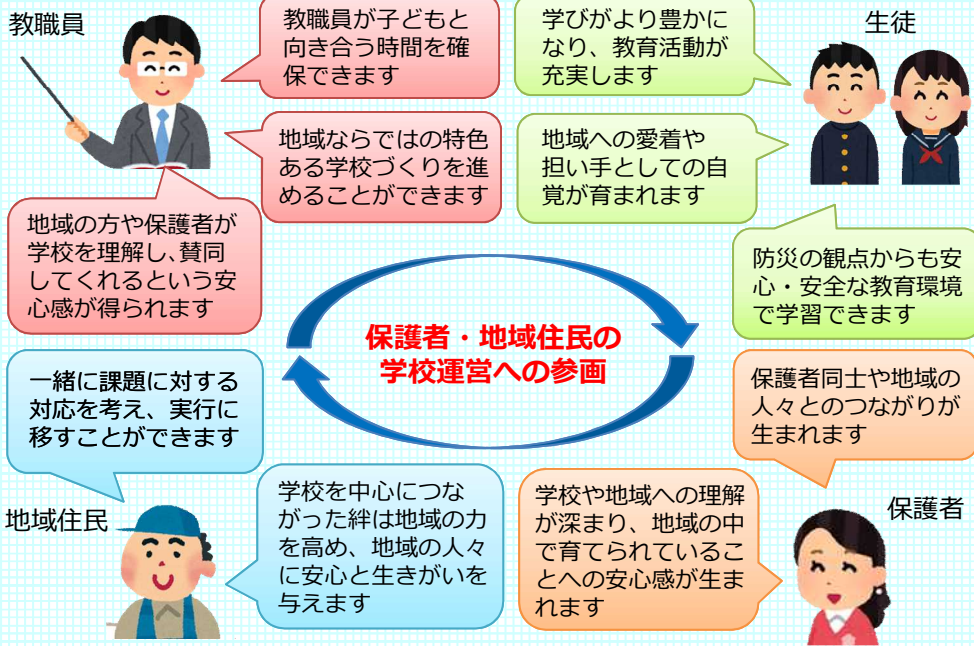 教職員
教職員が子どもと
向き合う時間を確
保できます
地域ならではの特色
ある学校づくりを進
めることができます
地域の方や保護者が
学校を理解し、賛同
してくれるという安
心感が得られます
学びがより豊かに
なり、教育活動が
充実します
生徒
地域への愛着や
担い手としての自
覚が育まれます
防災の観点からも安
心・安全な教育環境
で学習できます
保護者・地域住民の
学校運営への参画
一緒に課題に対する
対応を考え、実行に
移すことができます
地域住民
学校を中心につな
がった絆は地域の力
を高め、地域の人々
に安心と生きがいを
与えます
保護者同士や地域の
人々とのつながりが
生まれます
学校や地域への理解
が深まり、地域の中
で育てられているこ
とへの安心感が生ま
れます
保護者